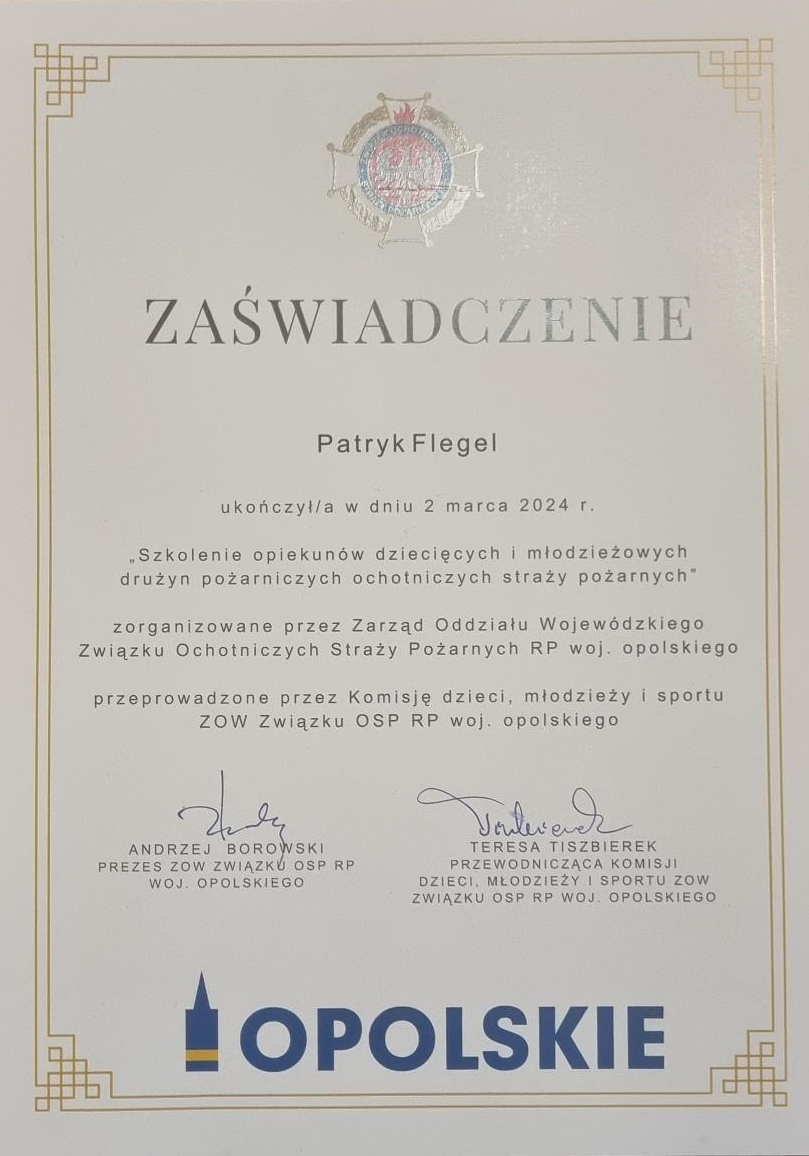 ZAŚWIADCZENIE
Patryk Flegel
ukończył/a w dniu 2 marca 2024 r.
„Szkolenie opiekunów dziecięcych i młodzieżowych
drużyn pożarniczych ochotniczych straży pożarnych"
zorganizowane przez Zarząd Oddziału Wojewódzkiego
Związku Ochotniczych Straży Pożarnych RP woj. opolskiego
przeprowadzone przez Komisję dzieci, młodzieży i sportu
ZOW Związku OSP RP woj. opolskiego
ANDRZEJ BOROWSKI
PREZES ZOW ZWIĄZKU OSP RP
WOJ. OPOLSKIEGO
TERESA TISZBIEREK
PRZEWODNICZĄCA KOMISJI
DZIECI, MŁODZIEŻY I SPORTU ZOW
ZWIĄZKU OSP RP WOJ. OPOLSKIEGO
OPOLSKIE